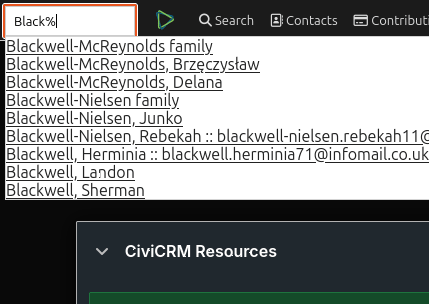 Black%
Search
Contacts
Contributi
Blackwell-McReynolds family
Blackwell-McReynolds, Brzęczysław
Blackwell-McReynolds, Delana
Blackwell-Nielsen family
Blackwell-Nielsen, Junko
Blackwell-Nielsen, Rebekah :: blackwell-nielsen.rebekah11@
Blackwell, Herminia :: blackwell.herminia71@infomail.co.uk
Blackwell, Landon
Blackwell, Sherman
CiviCRM Resources